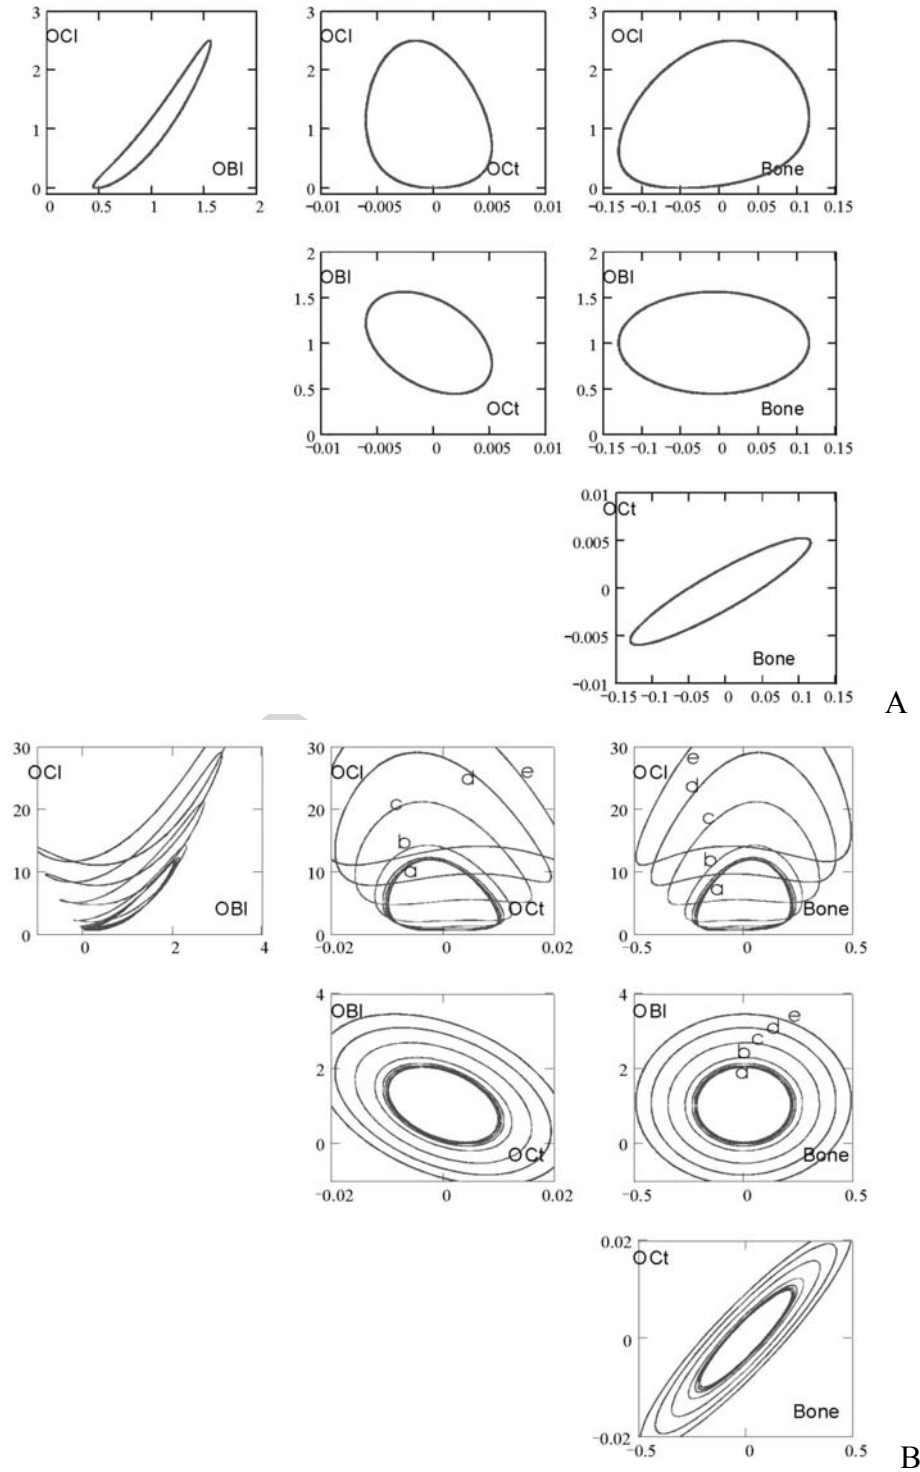 3 3 3
OCl OCl OCl
2 2 2
1 1 1
OBl OCt Bone
0 0 0
0 0.5 1 1.5 2 −0.01 −0.005 0 0.005 0.01 −0.15 −0.1 −0.05 0 0.05 0.1 0.15
2 2
OBl OBl
1.5 1.5
1 1
0.5 0.5
OCt Bone
0 0
−0.01 −0.005 0 0.005 0.01 −0.15 −0.1 −0.05 0 0.05 0.1 0.15
0.01
OCt
0.005
0
−0.005
Bone
−0.01
−0.15 −0.1 −0.05 0 0.05 0.1 0.15
A
30 30 30
OCl OCl d e OCl e d
20 c 20 c 20
b b
10 a 10 a 10
OBl OCt Bone
0 0 0
0 2 4 −0.02 0 0.02 −0.5 0 0.5
4 4
OBl OBl e
d
c
b
2 2 a
0 0
OCt Bone
−0.02 0 0.02 −0.5 0 0.5
0.02
OCt
0
Bone
−0.02
−0.5 0 0.5
B